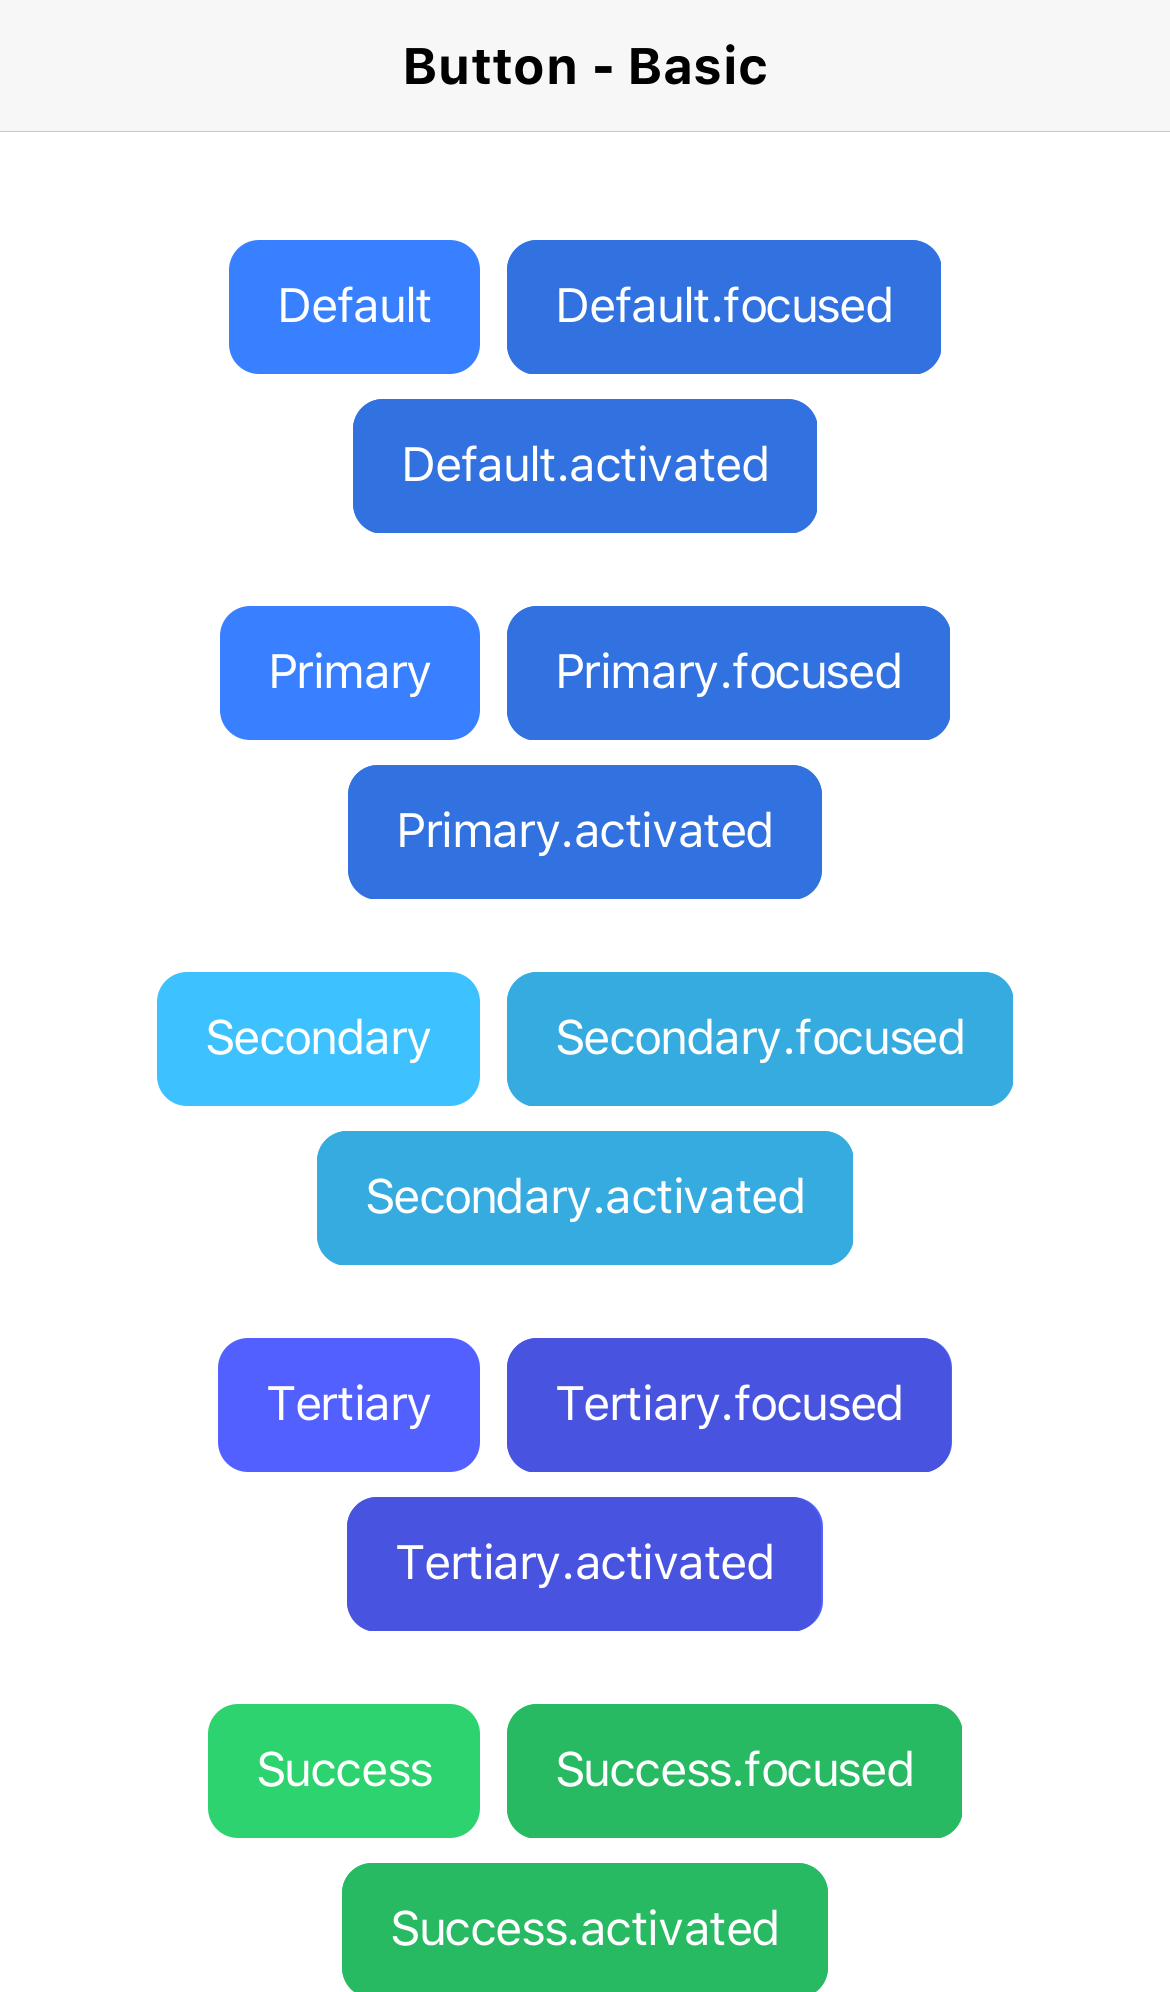 Button - Basic
Default Default.focused
Default.activated
Primary Primary.focused
Primary.activated
Secondary Secondary.focused
Secondary.activated
Tertiary Tertiary.focused
Tertiary.activated
Success Success.focused
Success.activated